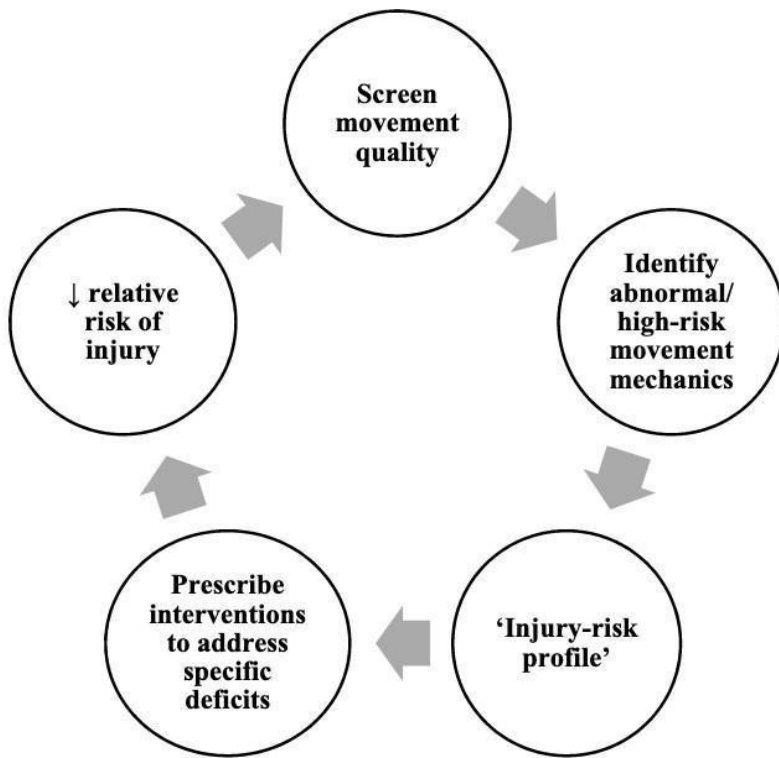 Screen
movement
quality
Identify
abnormal/
high-risk
movement
mechanics
‘Injury-risk
profile’
Prescribe
interventions
to address
specific
deficits
↓ relative
risk of
injury